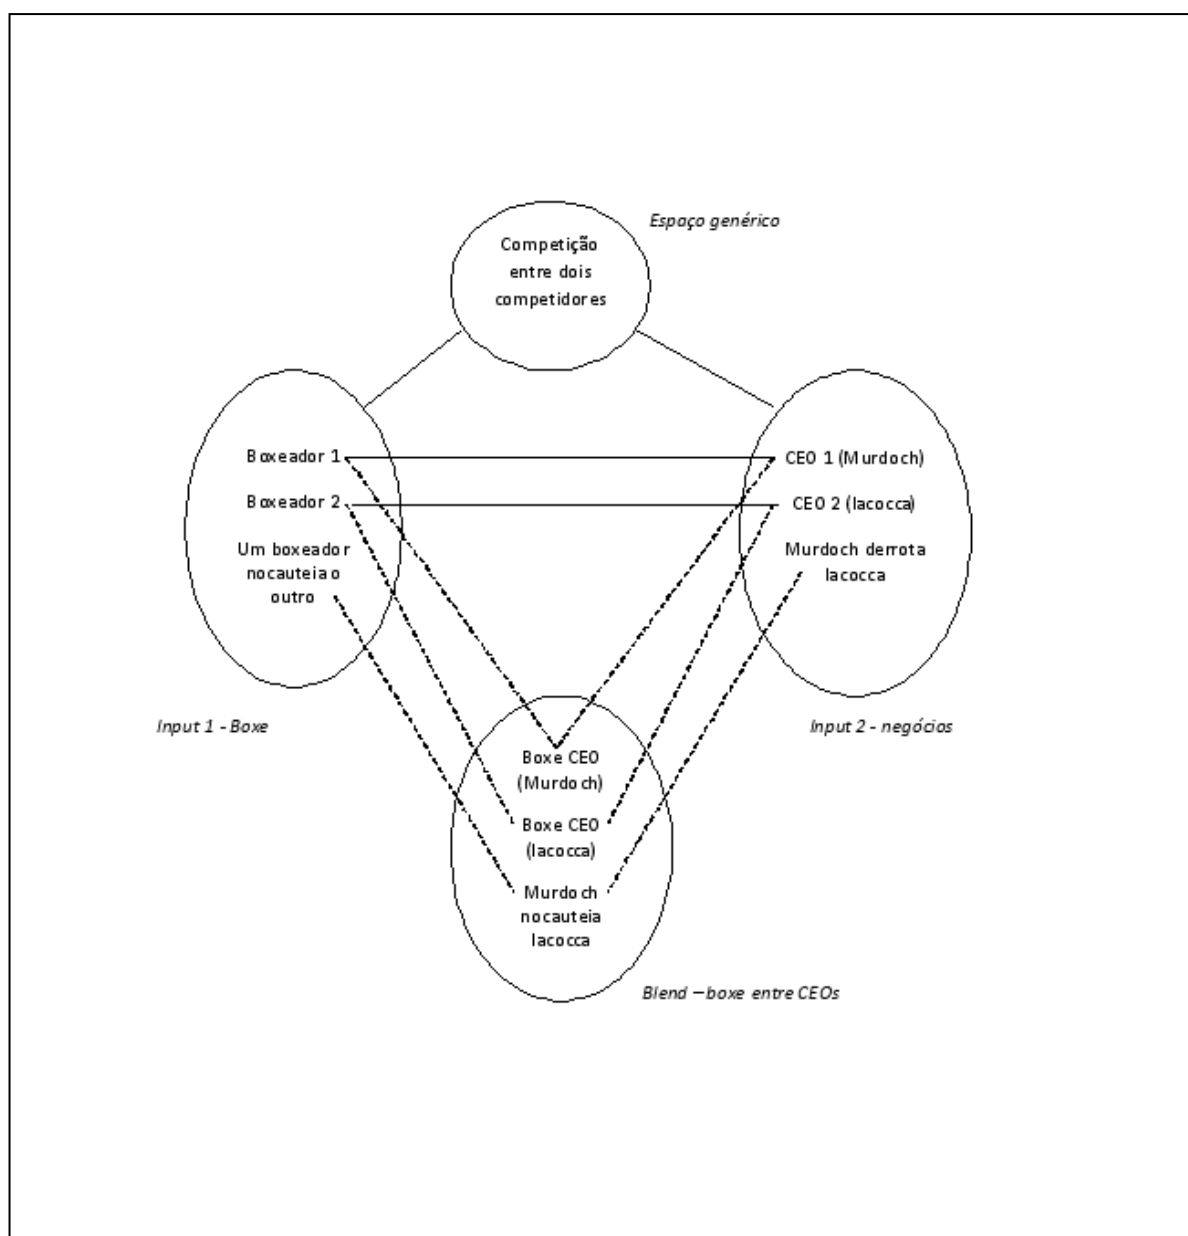 Espaço genérico
Competição
entre dois
competidores
Boxeador 1
Boxeador 2
Um boxeador
nocauteia o
outro
Input 1 - Boxe
CEO 1 (Murdoch)
CEO 2 (Iacocca)
Murdoch derrota
Iacocca
Input 2 - negócios
Boxe CEO
(Murdoch)
Boxe CEO
(Iacocca)
Murdoch
nocauteia
Iacocca
Blend – boxe entre CEOs